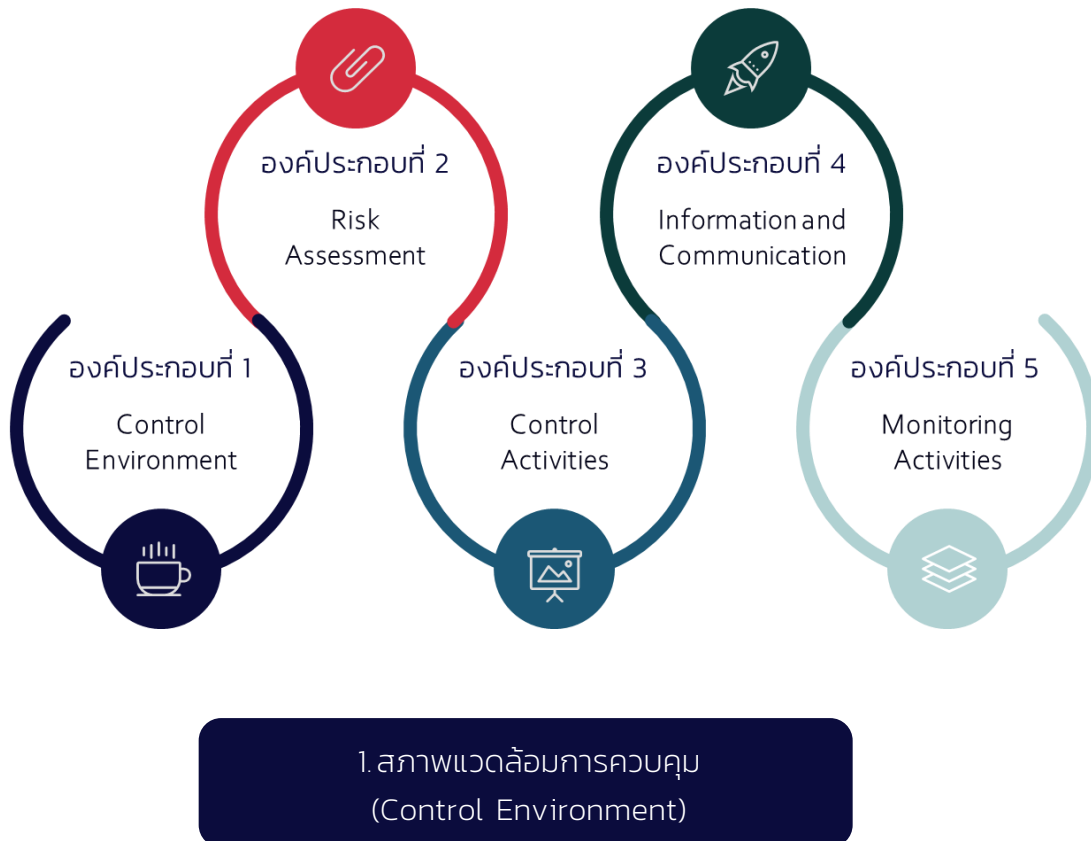 องค์ประกอบที่ 2
Risk
Assessment
องค์ประกอบที่ 4
Information and
Communication
องค์ประกอบที่ 1
Control
Environment
องค์ประกอบที่ 3
Control
Activities
องค์ประกอบที่ 5
Monitoring
Activities
1. สภาพแวดล้อมการควบคุม
(Control Environment)